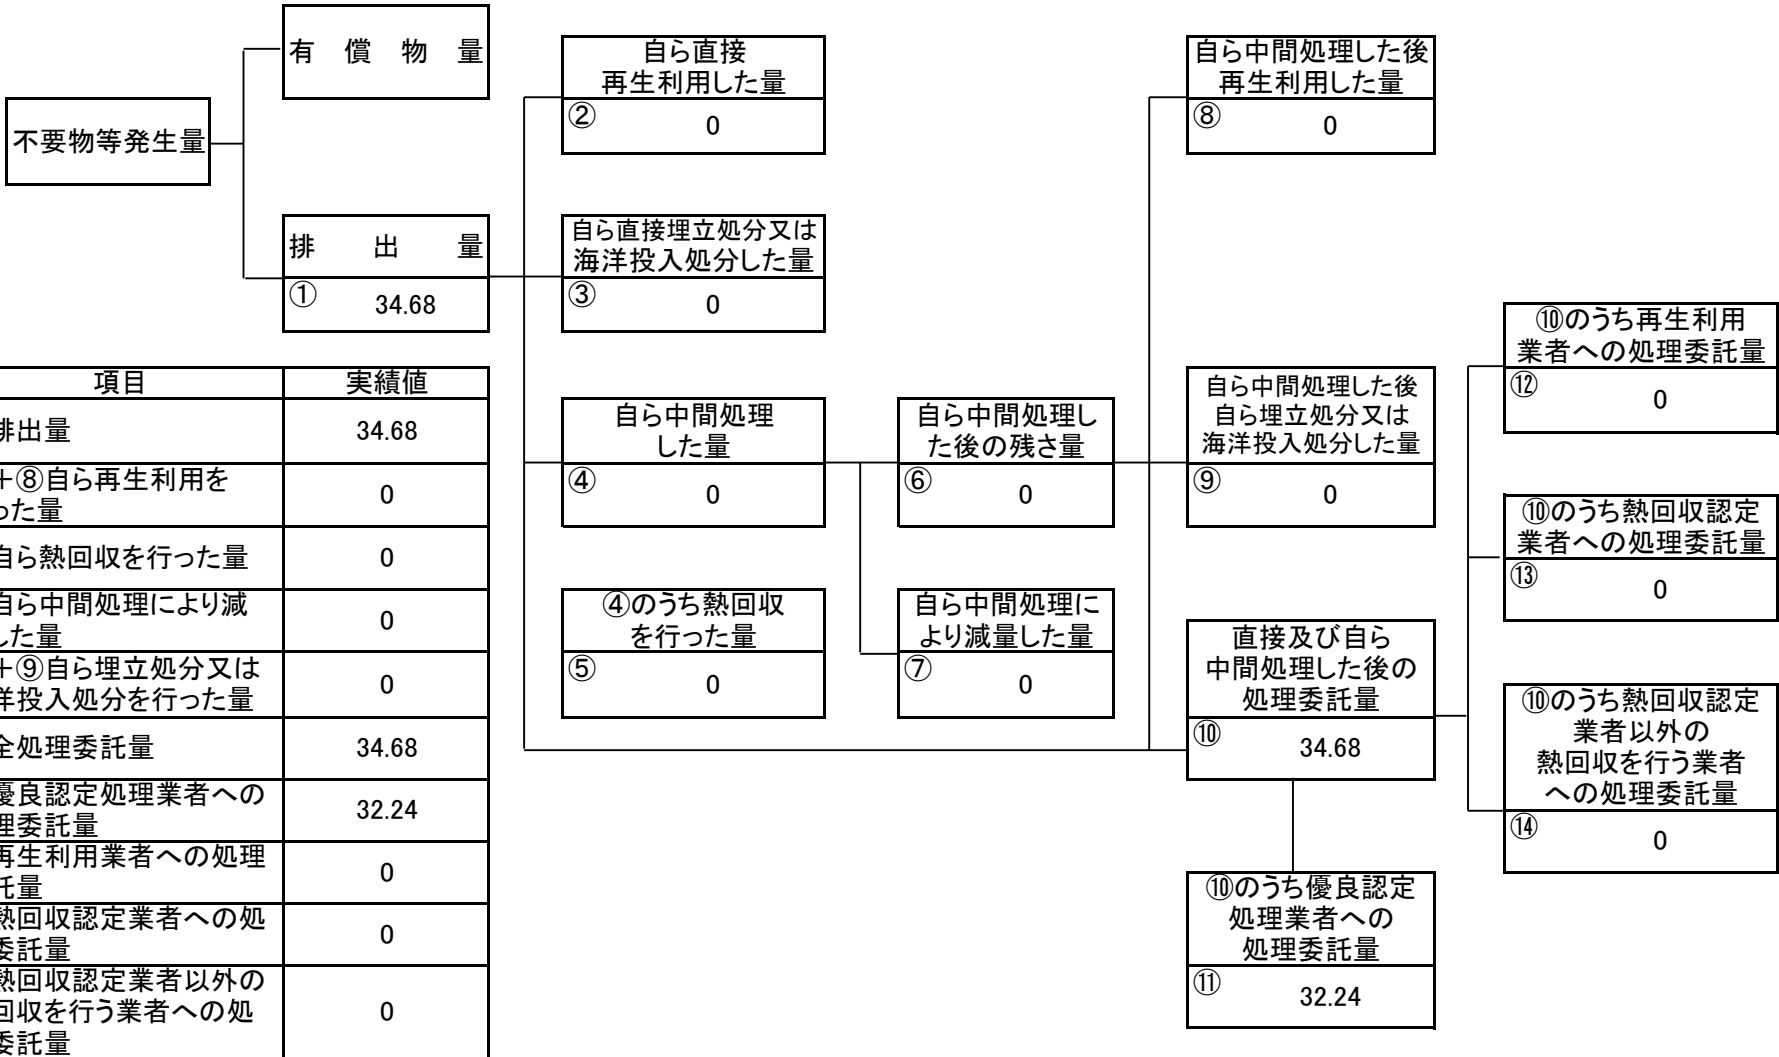 有 償 物 量
不要物等発生量
排 出 量
① 34.68
自ら直接
再生利用した量
② 0
自ら直接埋立処分又は
海洋投入処分した量
③ 0
自ら中間処理
した量
④ 0
④のうち熱回収
を行った量
⑤ 0
自ら中間処理し
た後の残さ量
⑥ 0
自ら中間処理に
より減量した量
⑦ 0
自ら中間処理した後
再生利用した量
⑧ 0
自ら中間処理した後
自ら埋立処分又は
海洋投入処分した量
⑨ 0
直接及び自ら
中間処理した後の
処理委託量
⑩ 34.68
⑩のうち優良認定
処理業者への
処理委託量
⑪ 32.24
⑩のうち再生利用
業者への処理委託量
⑫ 0
⑩のうち熱回収認定
業者への処理委託量
⑬ 0
⑩のうち熱回収認定
業者以外の
熱回収を行う業者
への処理委託量
⑭ 0
項目 実績値
排出量 34.68
+⑧自ら再生利用を
った量 0
自ら熱回収を行った量 0
自ら中間処理により減
した量 0
+⑨自ら埋立処分又は
洋投入処分を行った量 0
全処理委託量 34.68
優良認定処理業者への
理委託量 32.24
再生利用業者への処理
託量 0
熱回収認定業者への処
委託量 0
熱回収認定業者以外の
回収を行う業者への処
委託量 0